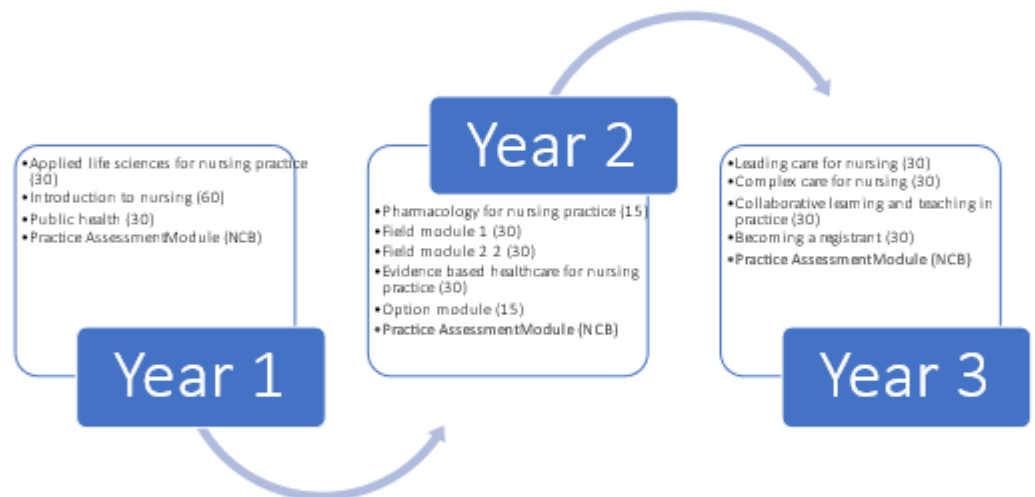 •Applied life sciences for nursing practice
(30)
•Introduction to nursing (60)
•Public health (30)
•Practice AssessmentModule (NCB)
Year 1
Year 2
•Pharmacology for nursing practice (15)
•Field module 1 (30)
•Field module 2 2 (30)
•Evidence based healthcare for nursing
practice (30)
•Option module (15)
•Practice AssessmentModule (NCB)
•Leading care for nursing (30)
•Complex care for nursing (30)
•Collaborative learning and teaching in
practice (30)
•Becoming a registrant (30)
•Practice AssessmentModule (NCB)
Year 3